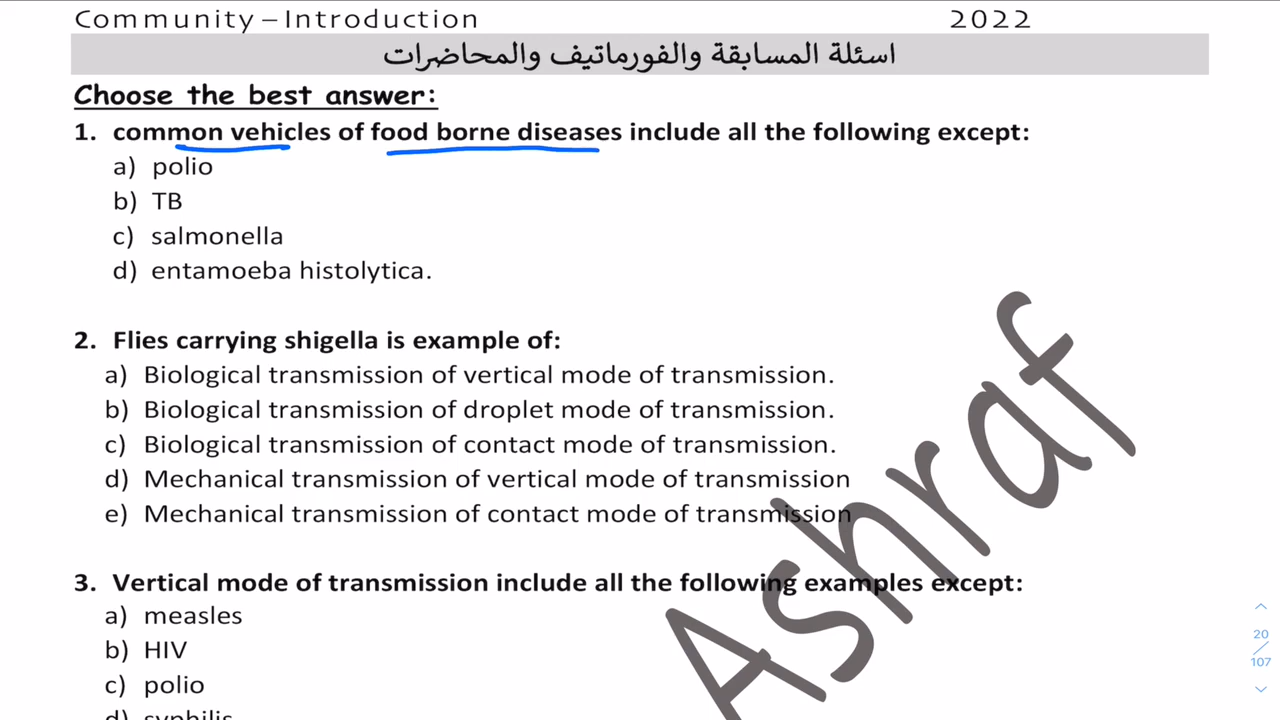 Community – Introduction 2022
اسئلة المسابقة والفورماتيف والمحاضرات
Choose the best answer:
1. common vehicles of food borne diseases include all the following except:
a) polio
b) TB
c) salmonella
d) entamoeba histolytica.
2. Flies carrying shigella is example of:
a) Biological transmission of vertical mode of transmission.
b) Biological transmission of droplet mode of transmission.
c) Biological transmission of contact mode of transmission.
d) Mechanical transmission of vertical mode of transmission
e) Mechanical transmission of contact mode of transmission
3. Vertical mode of transmission include all the following examples except:
a) measles
b) HIV
c) polio
d) syphilis
Ashraf
20
107